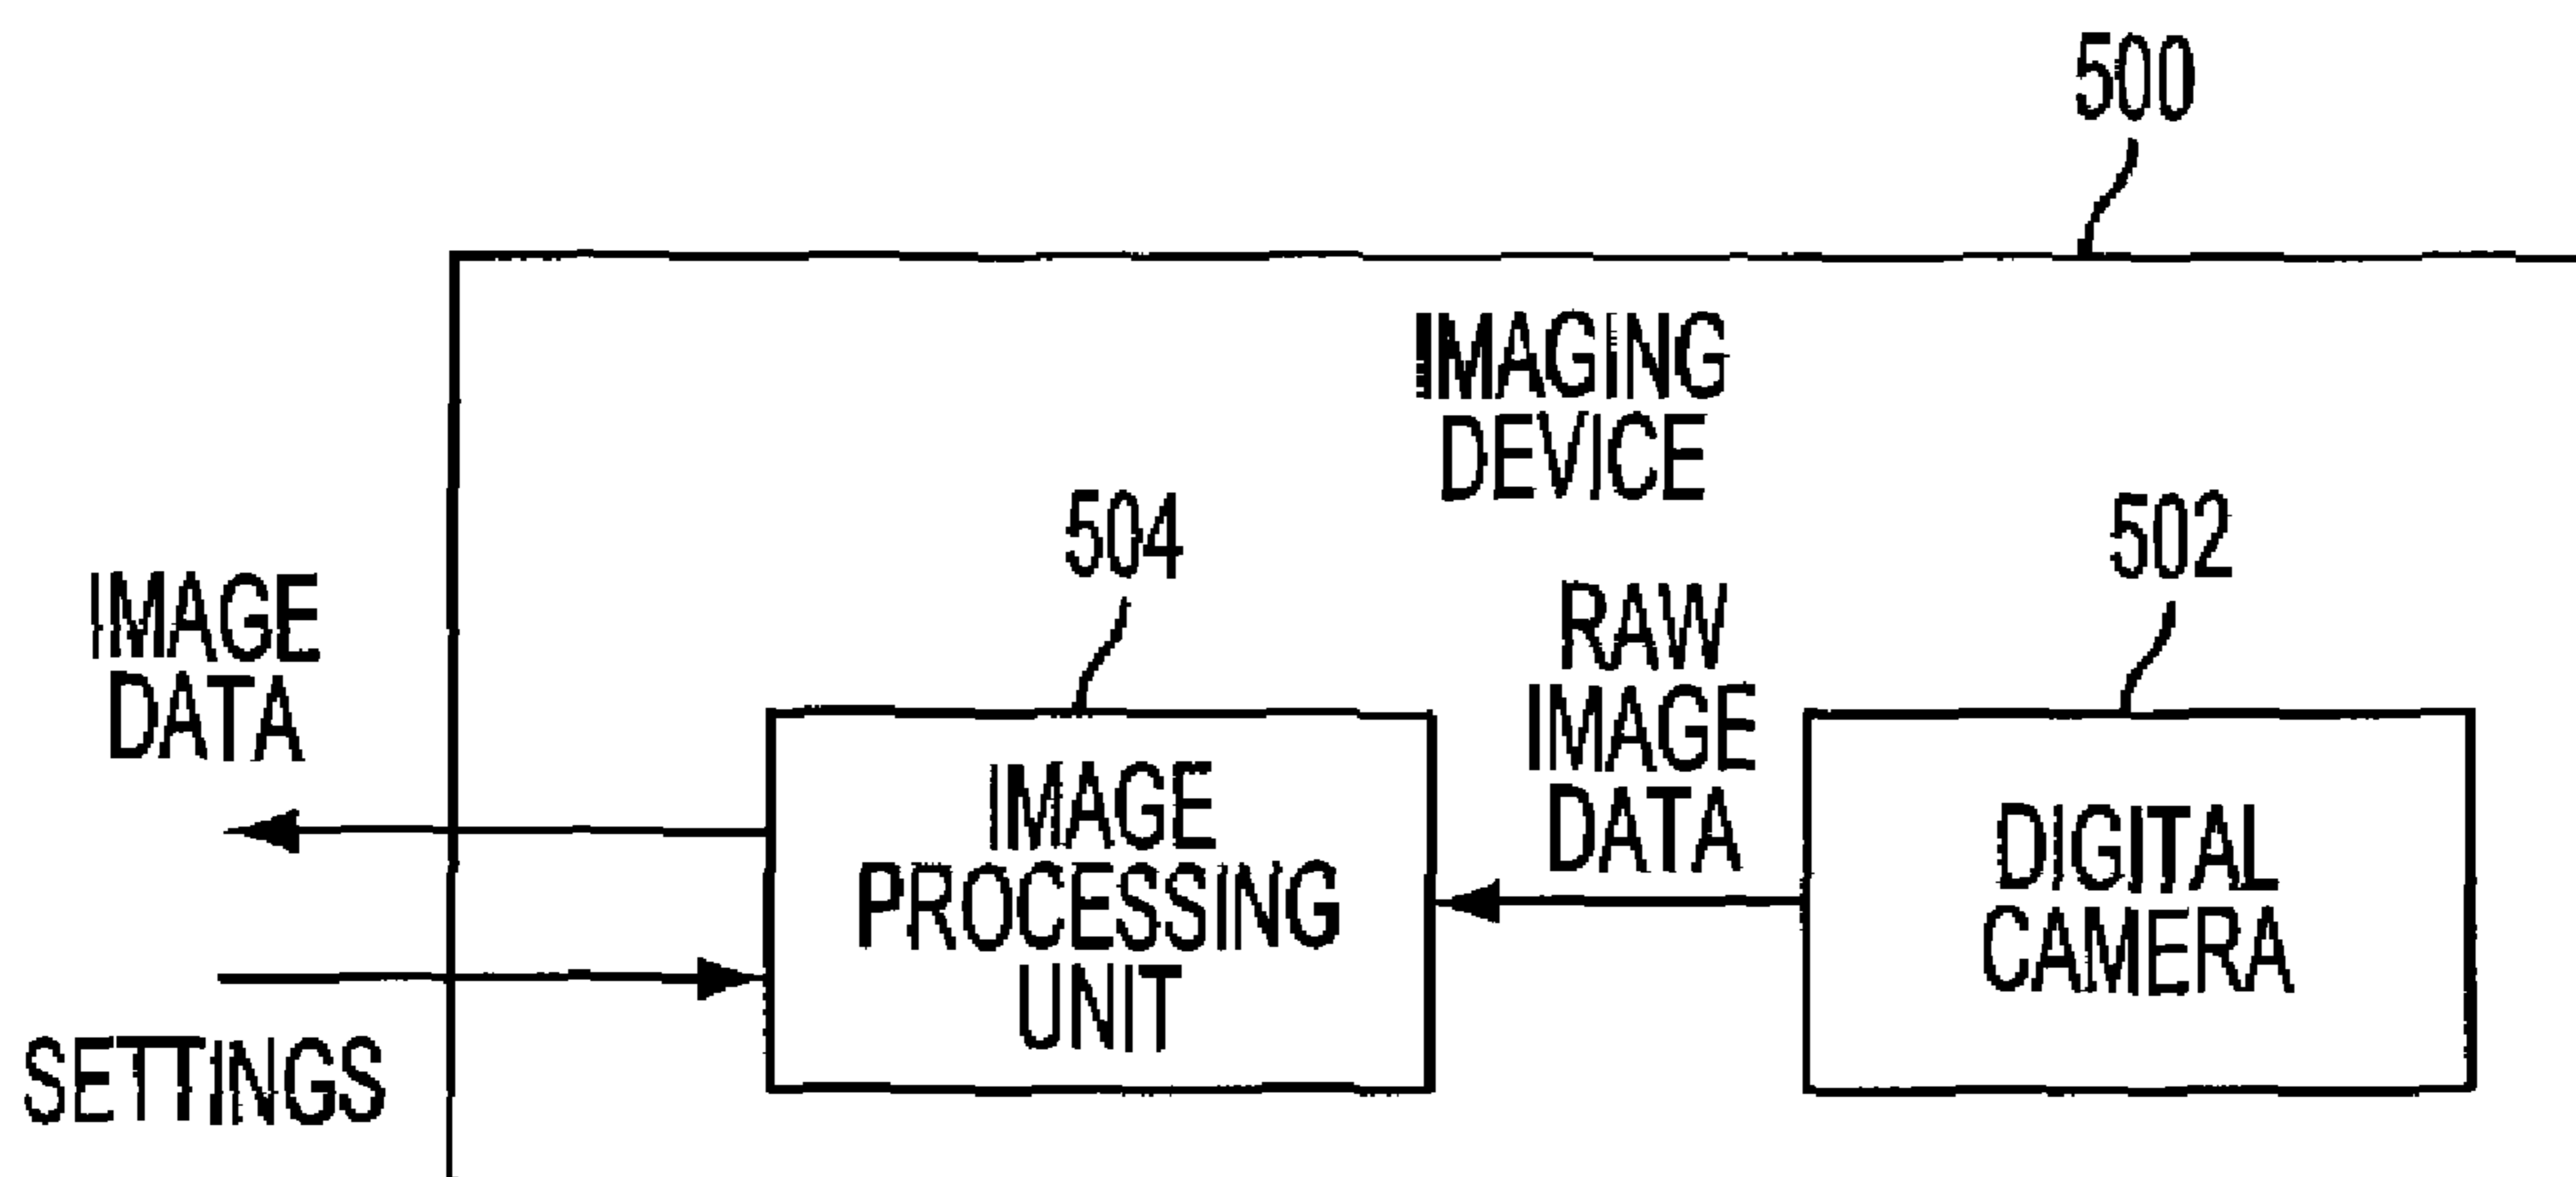 500
IMAGING
DEVICE
504
502
IMAGE
DATA
RAW
IMAGE
DATA
IMAGE
PROCESSING
UNIT
DIGITAL
CAMERA
SETTINGS